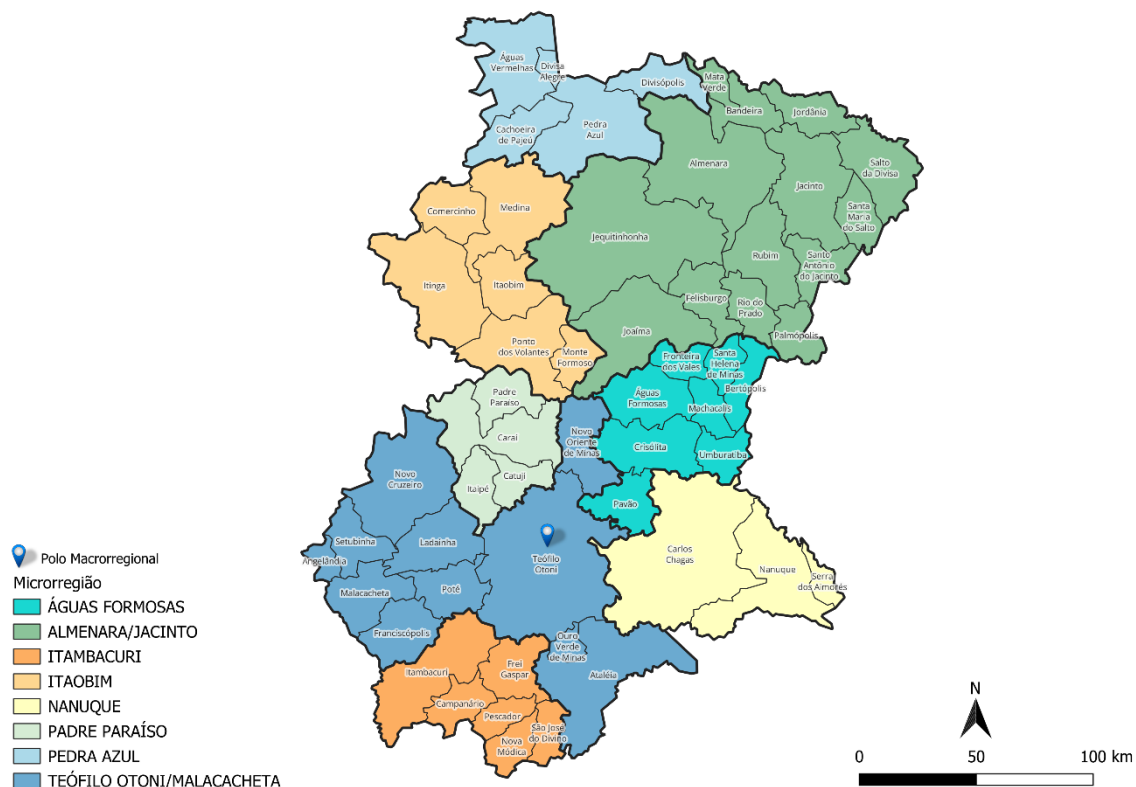 Águas
Vermelhas
Divisa
Alegre
Divisópolis
Mata
Verde
Bandeira
Jordânia
Cachoeira
de Pajeú
Pedra
Azul
Almenara
Salto
da Divisa
Jacinto
Comercinho
Medina
Santa
Maria
do Salto
Jequitinhonha
Rubim
Santo
Antônio
do Jacinto
Itinga
Itaobim
Felisburgo
Rio do
Prado
Joaíma
Palmópolis
Ponto
dos Volantes
Monte
Formoso
Fronteira
dos Vales
Santa
Helena
de Minas
Bertópolis
Padre
Paraíso
Águas
Formosas
Machacalis
Caraí
Novo
Oriente
de Minas
Crisólita
Umburatiba
Novo
Cruzeiro
Itaipé
Catuji
Pavão
Setubinha
Ladainha
Angelândia
Teófilo
Otoni
Carlos
Chagas
Nanuque
Serra
dos Aimorés
Malacacheta
Poté
Franciscópolis
Ouro
Verde
de Minas
Ataléia
Itambacuri
Frei
Gaspar
Campanário
Pescador
São José
do Divino
Nova
Módica
Polo Macrorregional
Microrregião
ÁGUAS FORMOSAS
ALMENARA/JACINTO
ITAMBACURI
ITAOBIM
NANUQUE
PADRE PARAÍSO
PEDRA AZUL
TEÓFILO OTONI/MALACACHETA
N
0 50 100 km